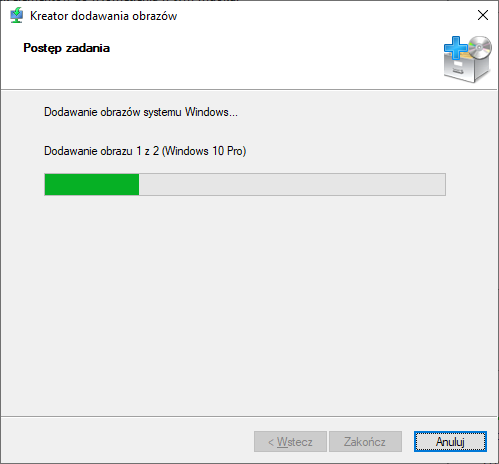 Kreator dodawania obrazów
Postęp zadania
Dodawanie obrazów systemu Windows...
Dodawanie obrazu 1 z 2 (Windows 10 Pro)
< Wstecz
Zakończ
Anuluj